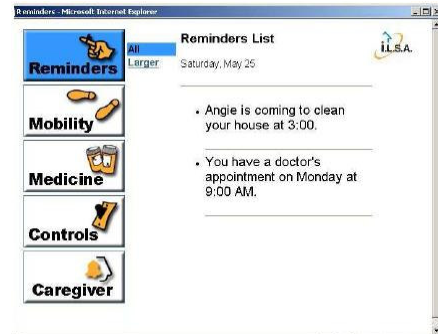 Reminders - Microsoft Internet Explorer
Reminders
All
Larger
Mobility
Medicine
Controls
Caregiver
Reminders List
I.L.S.A.
Saturday, May 25
• Angie is coming to clean
your house at 3:00.
• You have a doctor's
appointment on Monday at
9:00 AM.